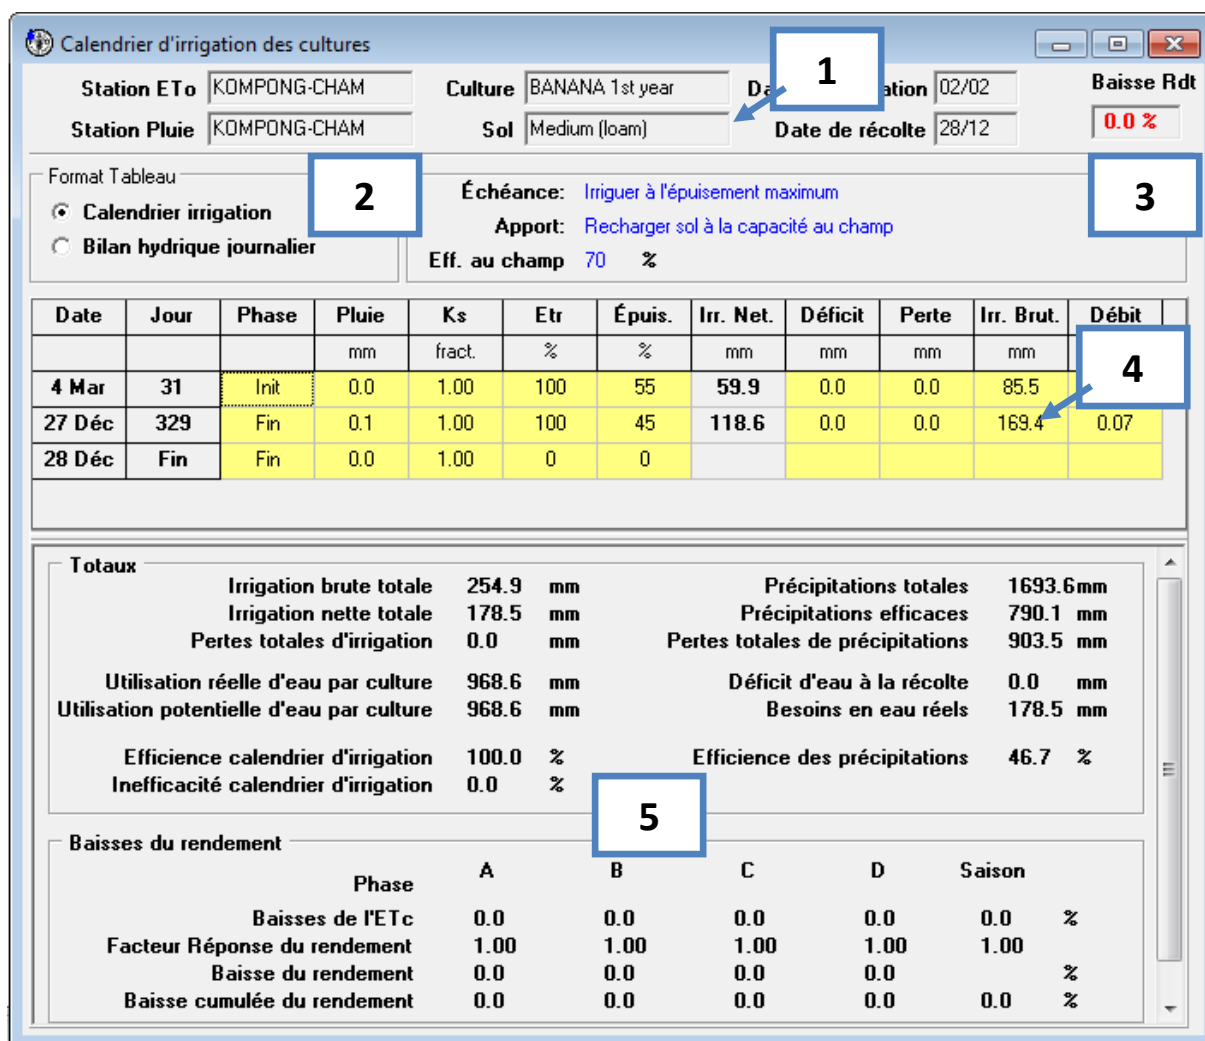 Calendrier d'irrigation des cultures
Station ETo KOMPONG-CHAM Culture BANANA 1st year Da ation 02/02 Baisse Rdt
Station Pluie KOMPONG-CHAM Sol Medium (loam) Date de récolte 28/12 0.0 %
1
2
3
Format Tableau
Calendrier irrigation
Bilan hydrique journalier
Échéance: Irriguer à l'épuisement maximum
Apport: Recharger sol à la capacité au champ
Eff. au champ 70 %
Date Jour Phase Pluie Ks Etr Épuis. Irr. Net. Déficit Perte Irr. Brut. Débit
mm fract. % % mm mm mm mm
4 Mar 31 Init 0.0 1.00 100 55 59.9 0.0 0.0 85.5
4
27 Déc 329 Fin 0.1 1.00 100 45 118.6 0.0 0.0 169.4 0.07
28 Déc Fin Fin 0.0 1.00 0 0
Totaux
Irrigation brute totale 254.9 mm Précipitations totales 1693.6mm
Irrigation nette totale 178.5 mm Précipitations efficaces 790.1 mm
Pertes totales d'irrigation 0.0 mm Pertes totales de précipitations 903.5 mm
Utilisation réelle d'eau par culture 968.6 mm Déficit d'eau à la récolte 0.0 mm
Utilisation potentielle d'eau par culture 968.6 mm Besoins en eau réels 178.5 mm
Efficience calendrier d'irrigation 100.0 % Efficience des précipitations 46.7 %
Inefficacité calendrier d'irrigation 0.0 %
5
Baisses du rendement
Phase A B C D Saison
Baisses de l'ETc 0.0 0.0 0.0 0.0 0.0 %
Facteur Réponse du rendement 1.00 1.00 1.00 1.00 1.00
Baisse du rendement 0.0 0.0 0.0 0.0 %
Baisse cumulée du rendement 0.0 0.0 0.0 0.0 0.0 %